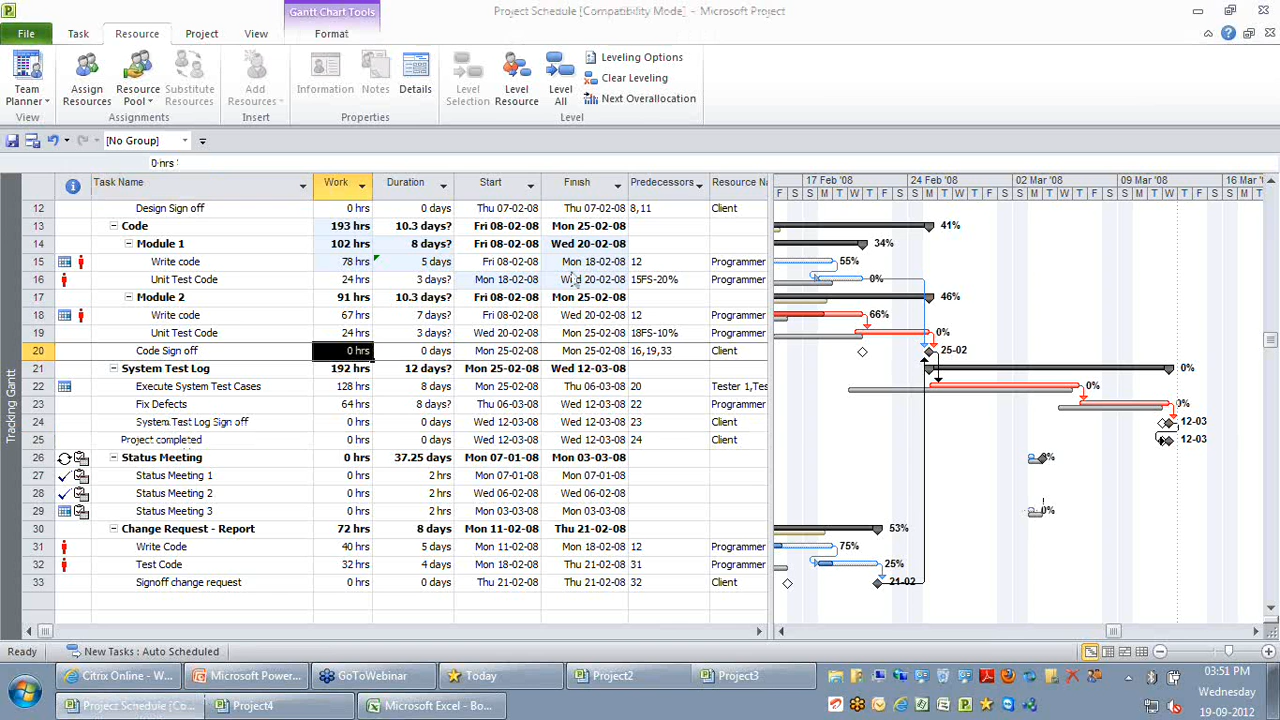 Gantt Chart Tools
Project Schedule [Compatibility Mode] - Microsoft Project
File Task Resource Project View Format
Team Planner
Assign Resources
Resource Pool
Substitute Resources
Add Resources
Information
Notes
Details
Level Selection
Level Resource
Level All
Leveling Options
Clear Leveling
Next Overallocation
View Assignments Insert Properties Level
[No Group]
0 hrs
Task Name Work Duration Start Finish Predecessors Resource Na
17 Feb '08 24 Feb '08 02 Mar '08 09 Mar '08 16 Mar
F S S M T W T F S S M T W T F S S M T W T F S S M T W T F S S M T
12 Design Sign off 0 hrs 0 days Thu 07-02-08 Thu 07-02-08 8,11 Client
13 Code 193 hrs 10.3 days? Fri 08-02-08 Mon 25-02-08 41%
14 Module 1 102 hrs 8 days? Fri 08-02-08 Wed 20-02-08 34%
15 Write code 78 hrs 5 days Fri 08-02-08 Mon 18-02-08 12 Programmer 55%
16 Unit Test Code 24 hrs 3 days? Mon 18-02-08 Wed 20-02-08 15FS-20% Programmer 0%
17 Module 2 91 hrs 10.3 days? Fri 08-02-08 Mon 25-02-08 46%
18 Write code 67 hrs 7 days? Fri 08-02-08 Wed 20-02-08 12 Programmer 66%
19 Unit Test Code 24 hrs 3 days? Wed 20-02-08 Mon 25-02-08 18FS-10% Programmer 0%
20 Code Sign off 0 hrs 0 days Mon 25-02-08 Mon 25-02-08 16,19,33 Client 25-02
21 System Test Log 192 hrs 12 days? Mon 25-02-08 Wed 12-03-08 0%
22 Execute System Test Cases 128 hrs 8 days Mon 25-02-08 Thu 06-03-08 20 Tester 1,Tes 0%
23 Fix Defects 64 hrs 8 days? Thu 06-03-08 Wed 12-03-08 22 Programmer 0%
24 System Test Log Sign off 0 hrs 0 days Wed 12-03-08 Wed 12-03-08 23 Client 12-03
25 Project completed 0 hrs 0 days Wed 12-03-08 Wed 12-03-08 24 12-03
26 Status Meeting 0 hrs 37.25 days Mon 07-01-08 Mon 03-03-08 0%
27 Status Meeting 1 0 hrs 2 hrs Mon 07-01-08 Mon 07-01-08
28 Status Meeting 2 0 hrs 2 hrs Wed 06-02-08 Wed 06-02-08
29 Status Meeting 3 0 hrs 2 hrs Mon 03-03-08 Mon 03-03-08 0%
30 Change Request - Report 72 hrs 8 days Mon 11-02-08 Thu 21-02-08 53%
31 Write Code 40 hrs 5 days Mon 11-02-08 Mon 18-02-08 12 Programmer 75%
32 Test Code 32 hrs 4 days Mon 18-02-08 Thu 21-02-08 31 Programmer 25%
33 Signoff change request 0 hrs 0 days Thu 21-02-08 Thu 21-02-08 32 Client 21-02
Tracking Gantt
Ready New Tasks : Auto Scheduled
Citrix Online - W... Microsoft Power... GoToWebinar Today Project2 Project3
Project Schedule [Co... Project4 Microsoft Excel - Bo...
03:51 PM
Wednesday
19-09-2012